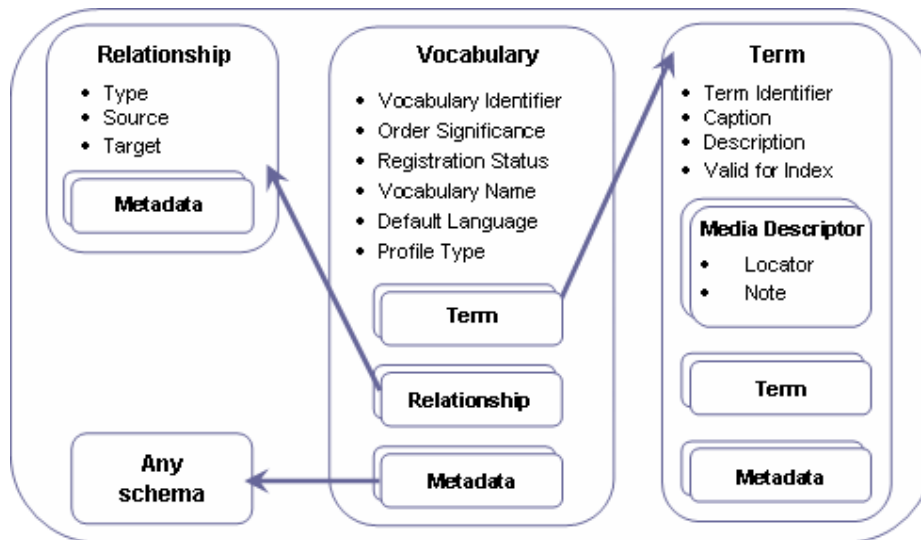 Relationship
• Type
• Source
• Target
Metadata
Vocabulary
• Vocabulary Identifier
• Order Significance
• Registration Status
• Vocabulary Name
• Default Language
• Profile Type
Term
Relationship
Metadata
Any
schema
Term
• Term Identifier
• Caption
• Description
• Valid for Index
Media Descriptor
• Locator
• Note
Term
Metadata